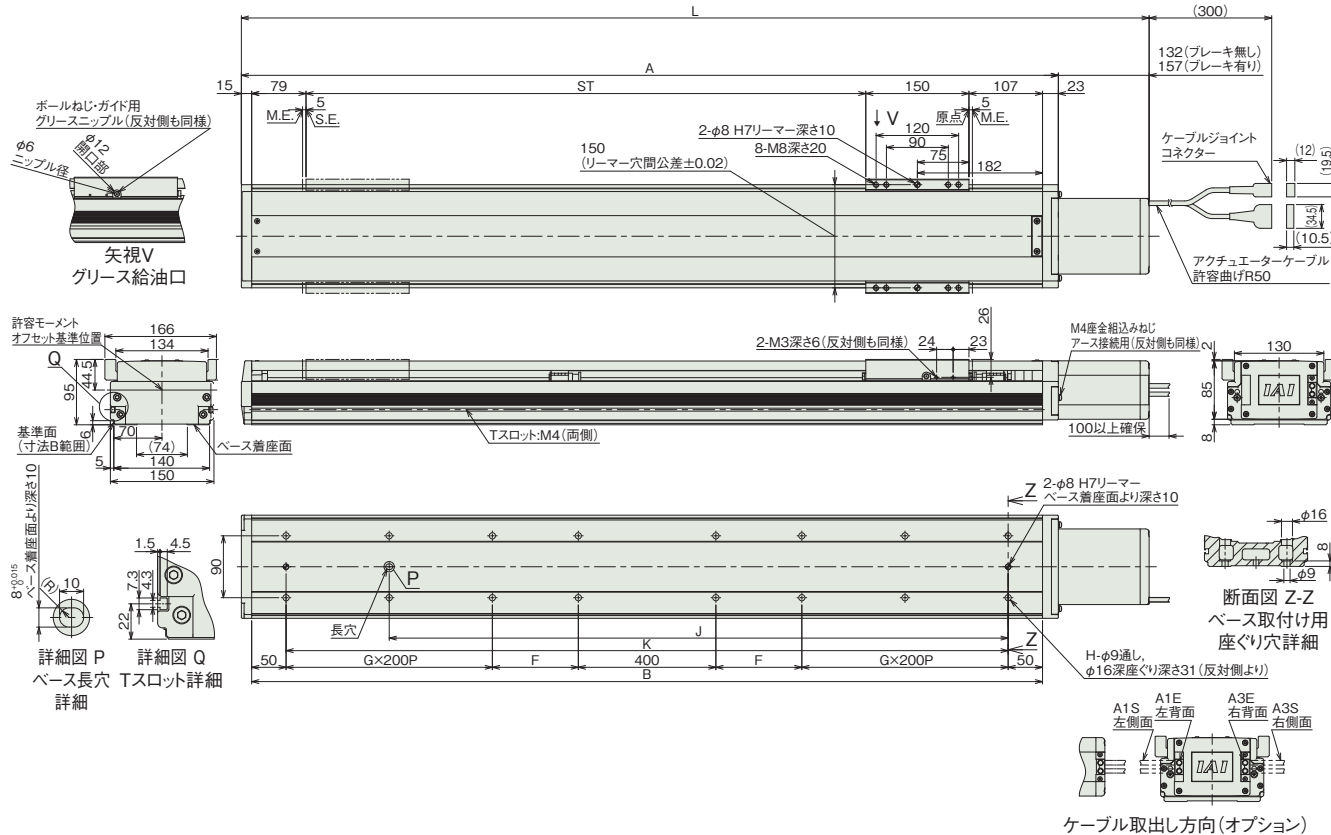 L
(300)
A
132(ブレーキ無し)
157(ブレーキ有り)
15
79
ST
150
107
23
5
M.E.
S.E.
V
原点
5
M.E.
ボールねじ・ガイド用
グリースニップル(反対側も同様)
φ12
開口部
φ6
ニップル径
2-φ8 H7リーマー深さ10
8-M8深さ20
120
90
75
182
150
(リーマー穴間公差±0.02)
ケーブルジョイント
コネクター
(12)
(19.5)
(34.5)
(10.5)
矢視V
グリース給油口
アクチュエーターケーブル
許容曲げR50
許容モーメント
オフセット基準位置
166
134
Q
95
44.5
6
基準面
(寸法B範囲)
70
(74)
ベース着座面
5
140
150
2-M3深さ6(反対側も同様)
24
23
26
M4座金組込みねじ
アース接続用(反対側も同様)
Tスロット:M4(両側)
100以上確保
2
130
85
8
IAI
8+0.015 0
ベース着座面より深さ10
(R)
10
1.5
4.5
7.3
4.3
22
詳細図 P
ベース長穴
詳細
詳細図 Q
Tスロット詳細
90
P
長穴
Z
2-φ8 H7リーマー
ベース着座面より深さ10
J
K
Z
50
G×200P
F
400
F
G×200P
50
B
H-φ9通し,
φ16深座ぐり深さ31(反対側より)
φ16
8
φ9
断面図 Z-Z
ベース取付け用
座ぐり穴詳細
A1S
左側面
A1E
左背面
A3E
右背面
A3S
右側面
IAI
ケーブル取出し方向(オプション)